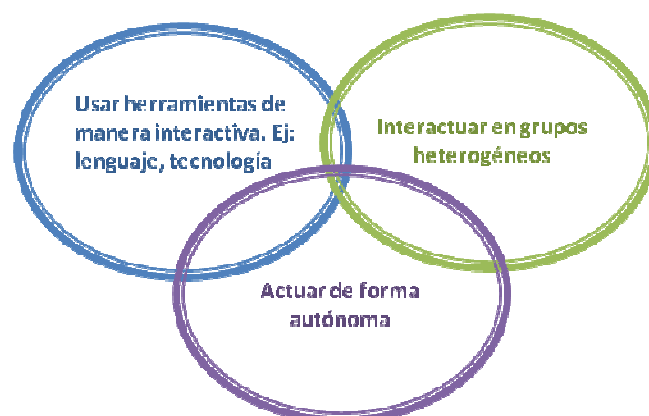 Usar herramientas de
manera interactiva. Ej:
lenguaje, tecnología
Interactuar en grupos
heterogéneos
Actuar de forma
autónoma